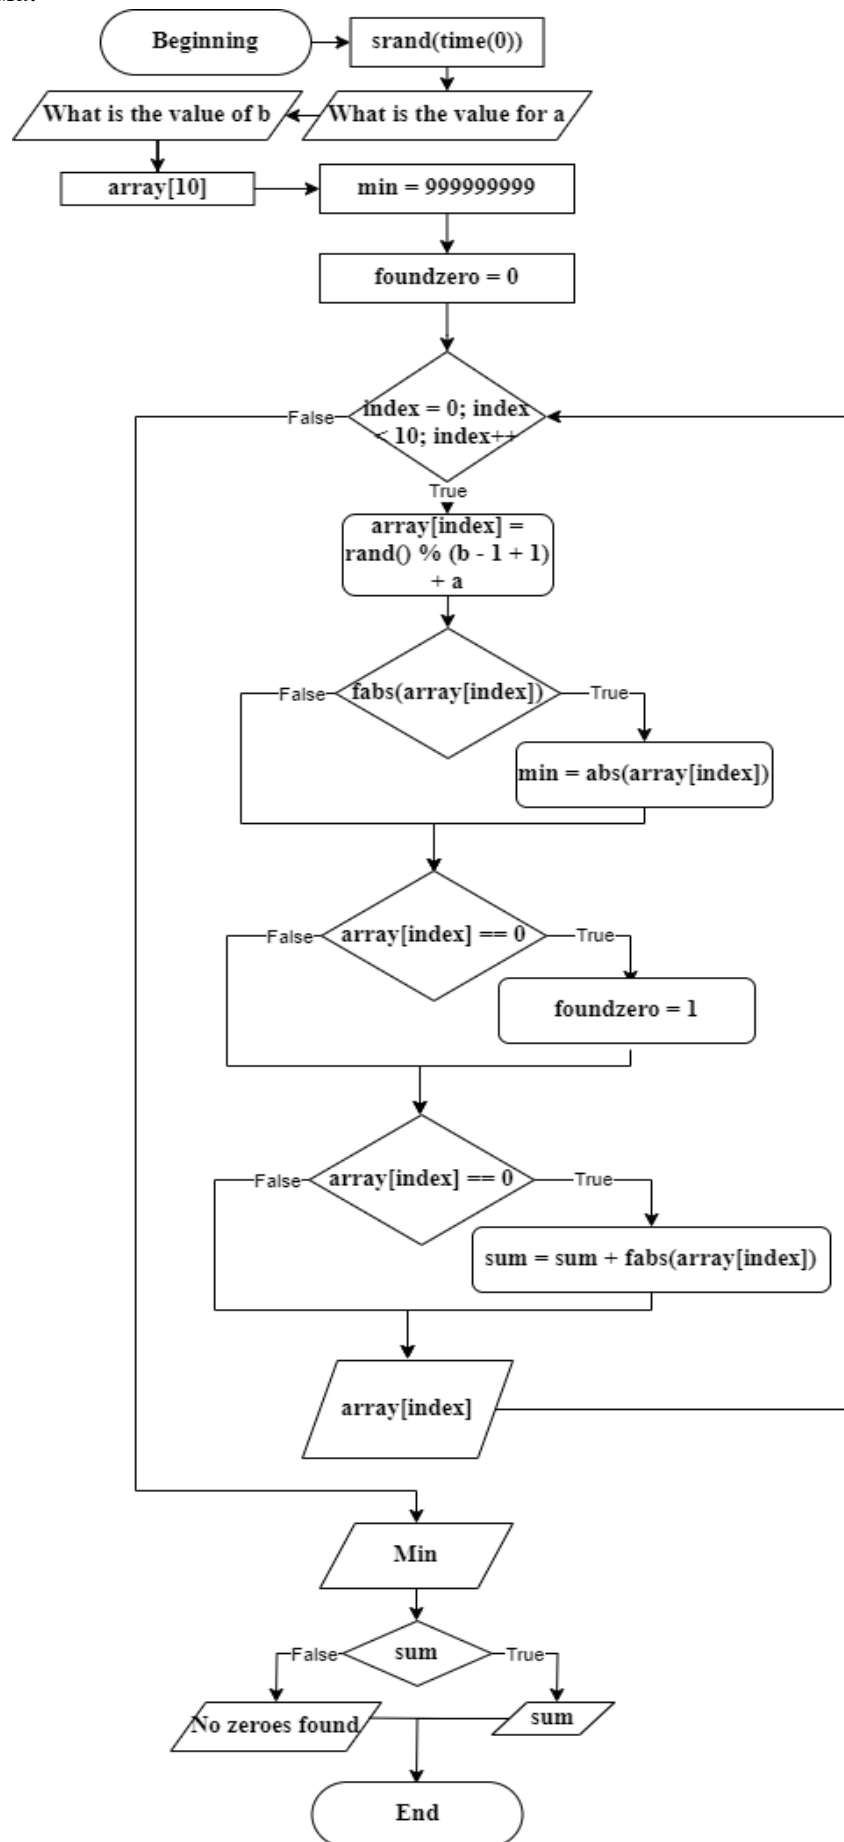 Beginning
srand(time(0))
What is the value of b
What is the value for a
array[10]
min = 999999999
foundzero = 0
False
index = 0; index
< 10; index++
True
array[index] =
rand() % (b - 1 + 1)
+ a
False
fabs(array[index])
True
min = abs(array[index])
False
array[index] == 0
True
foundzero = 1
False
array[index] == 0
True
sum = sum + fabs(array[index])
array[index]
Min
False
sum
True
No zeroes found
sum
End